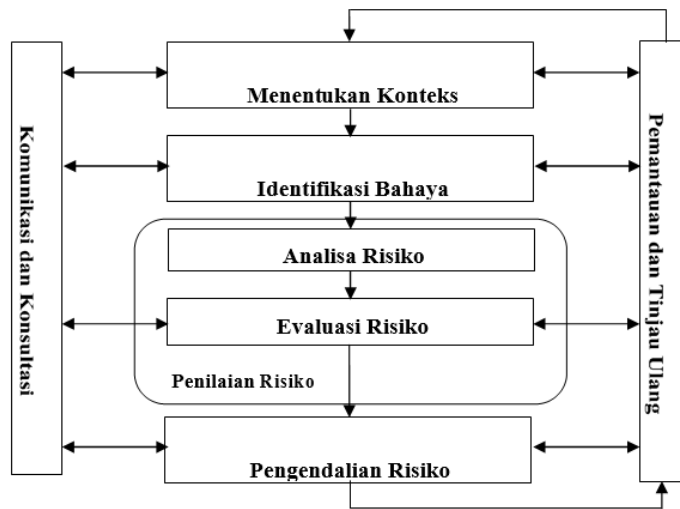 Menentukan Konteks
Identifikasi Bahaya
Analisa Risiko
Evaluasi Risiko
Penilaian Risiko
Pengendalian Risiko
Komunikasi dan Konsultasi
Pemantauan dan Tinjau Ulang